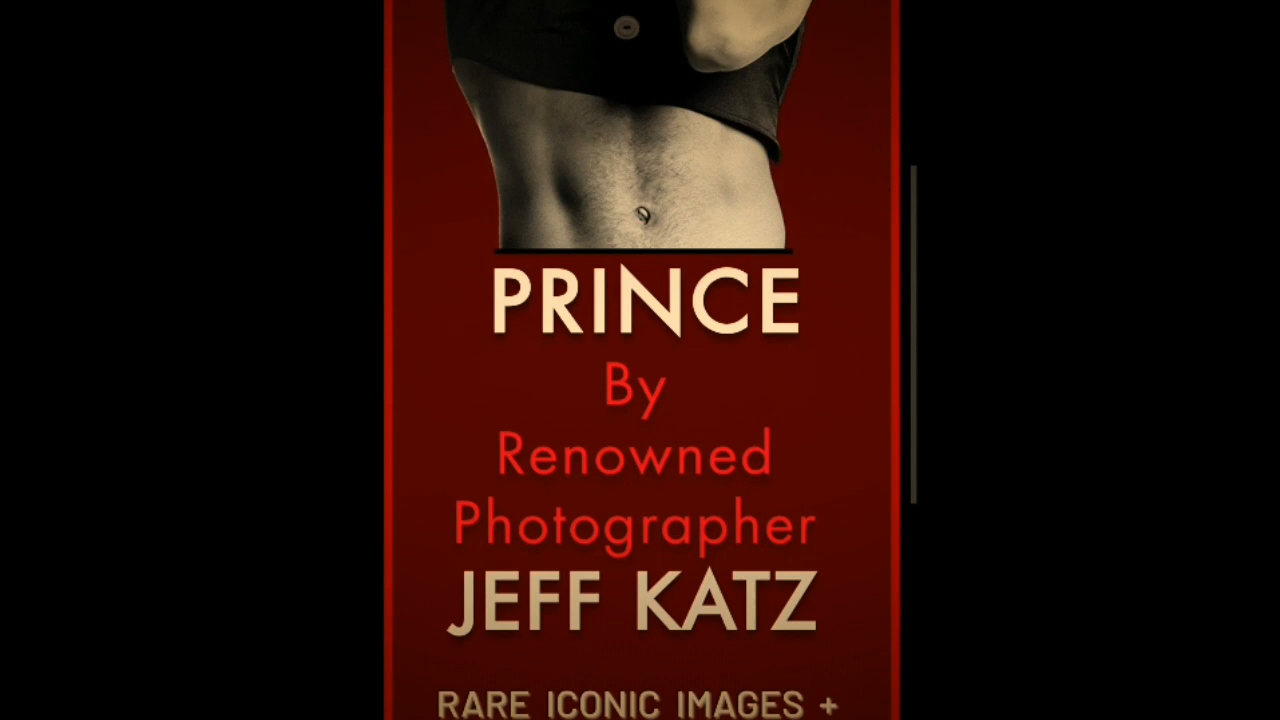 PRINCE
By
Renowned
Photographer
JEFF KATZ
RARE ICONIC IMAGES +